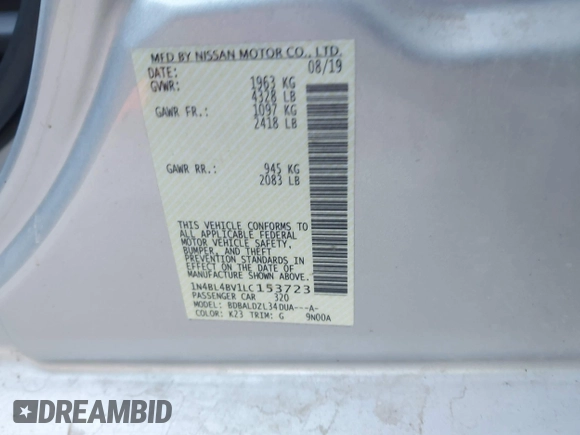 MFD BY NISSAN MOTOR CO., LTD.
DATE: 08/19
GVWR: 1963 KG
4328 LB
GAWR FR.: 1097 KG
2418 LB
GAWR RR.: 945 KG
2083 LB
THIS VEHICLE CONFORMS TO
ALL APPLICABLE FEDERAL
MOTOR VEHICLE SAFETY,
BUMPER, AND THEFT
PREVENTION STANDARDS IN
EFFECT ON THE DATE OF
MANUFACTURE SHOWN ABOVE.
1N4BL4BV1LC153723
PASSENGER CAR 320
MODEL: BDBALDZL34DUA---A-
COLOR: K23 TRIM: G 9N00A
DREAMBID